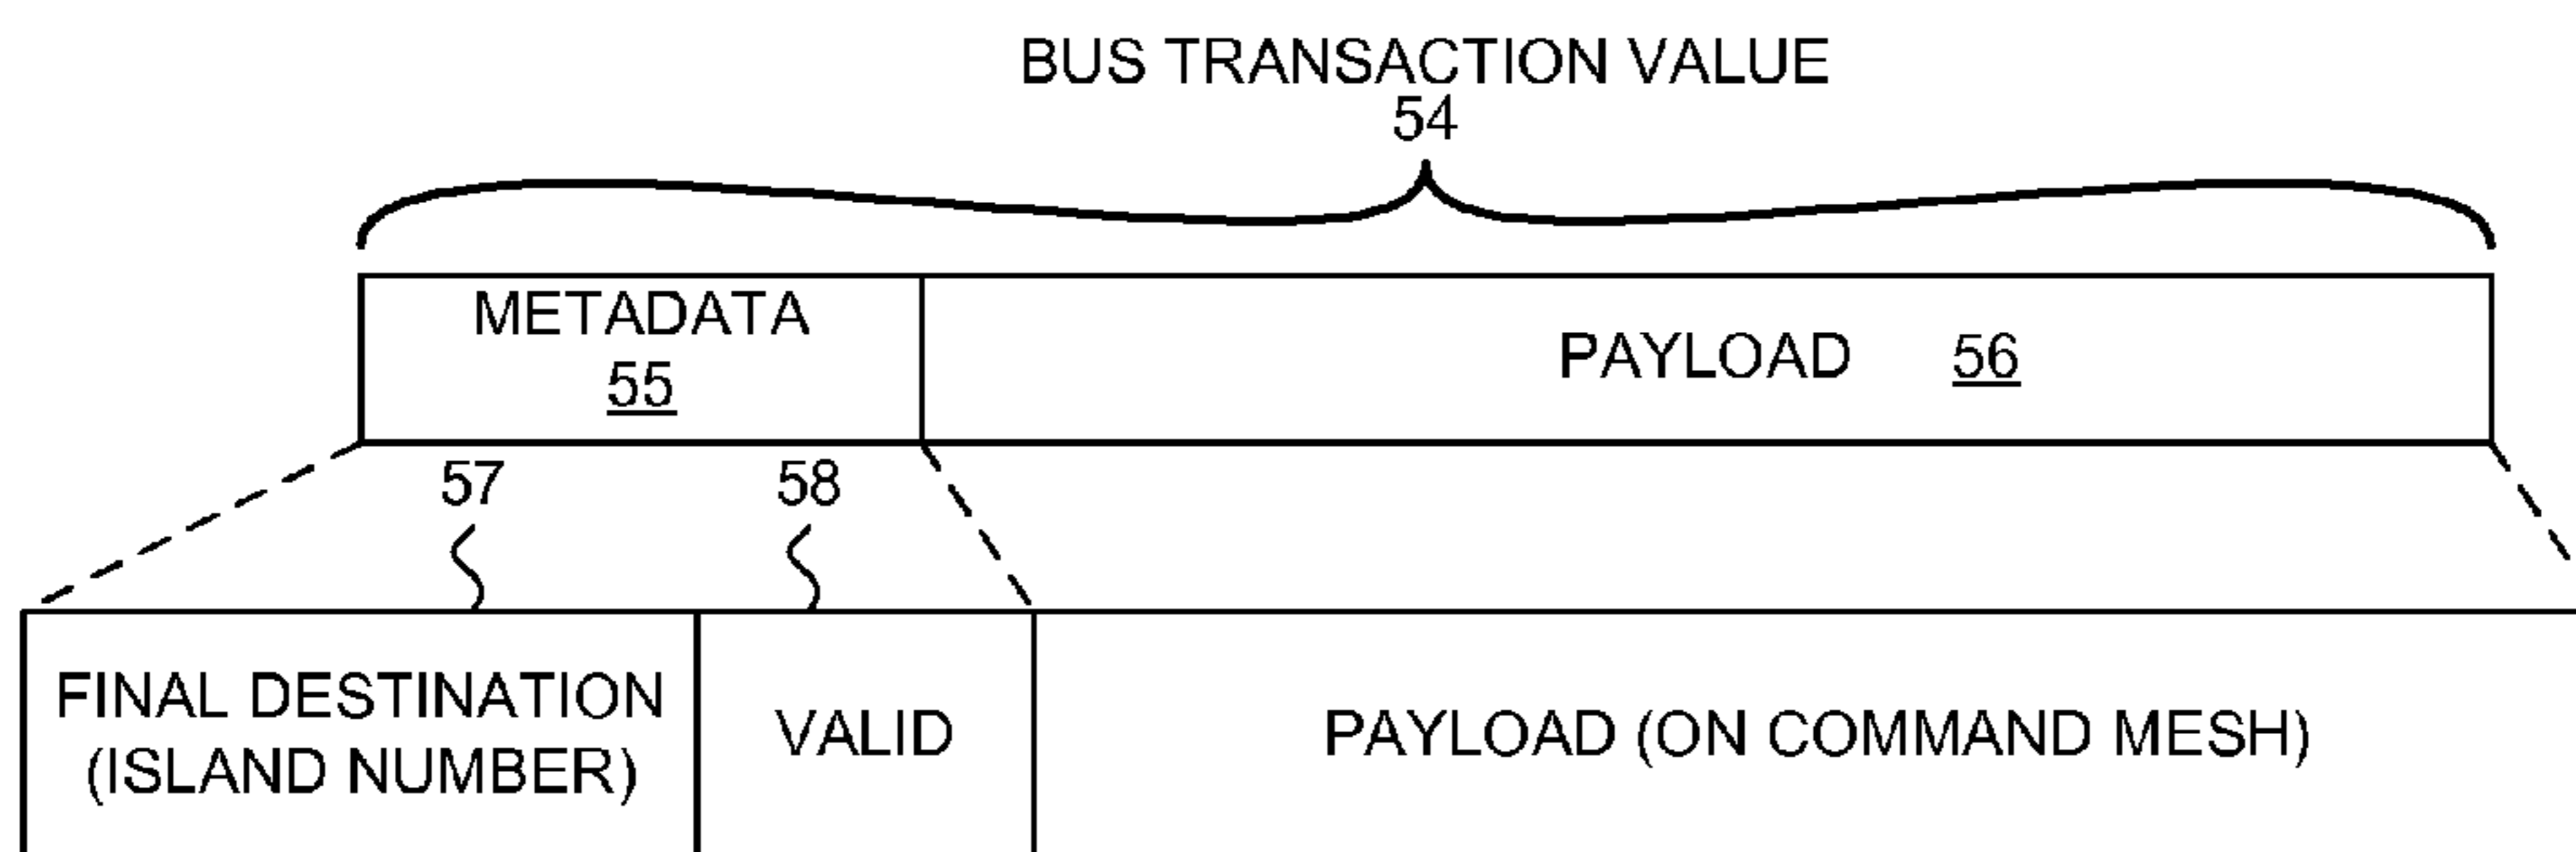 BUS TRANSACTION VALUE
54
METADATA
55
PAYLOAD 56
57 58
FINAL DESTINATION
(ISLAND NUMBER)
VALID
PAYLOAD (ON COMMAND MESH)